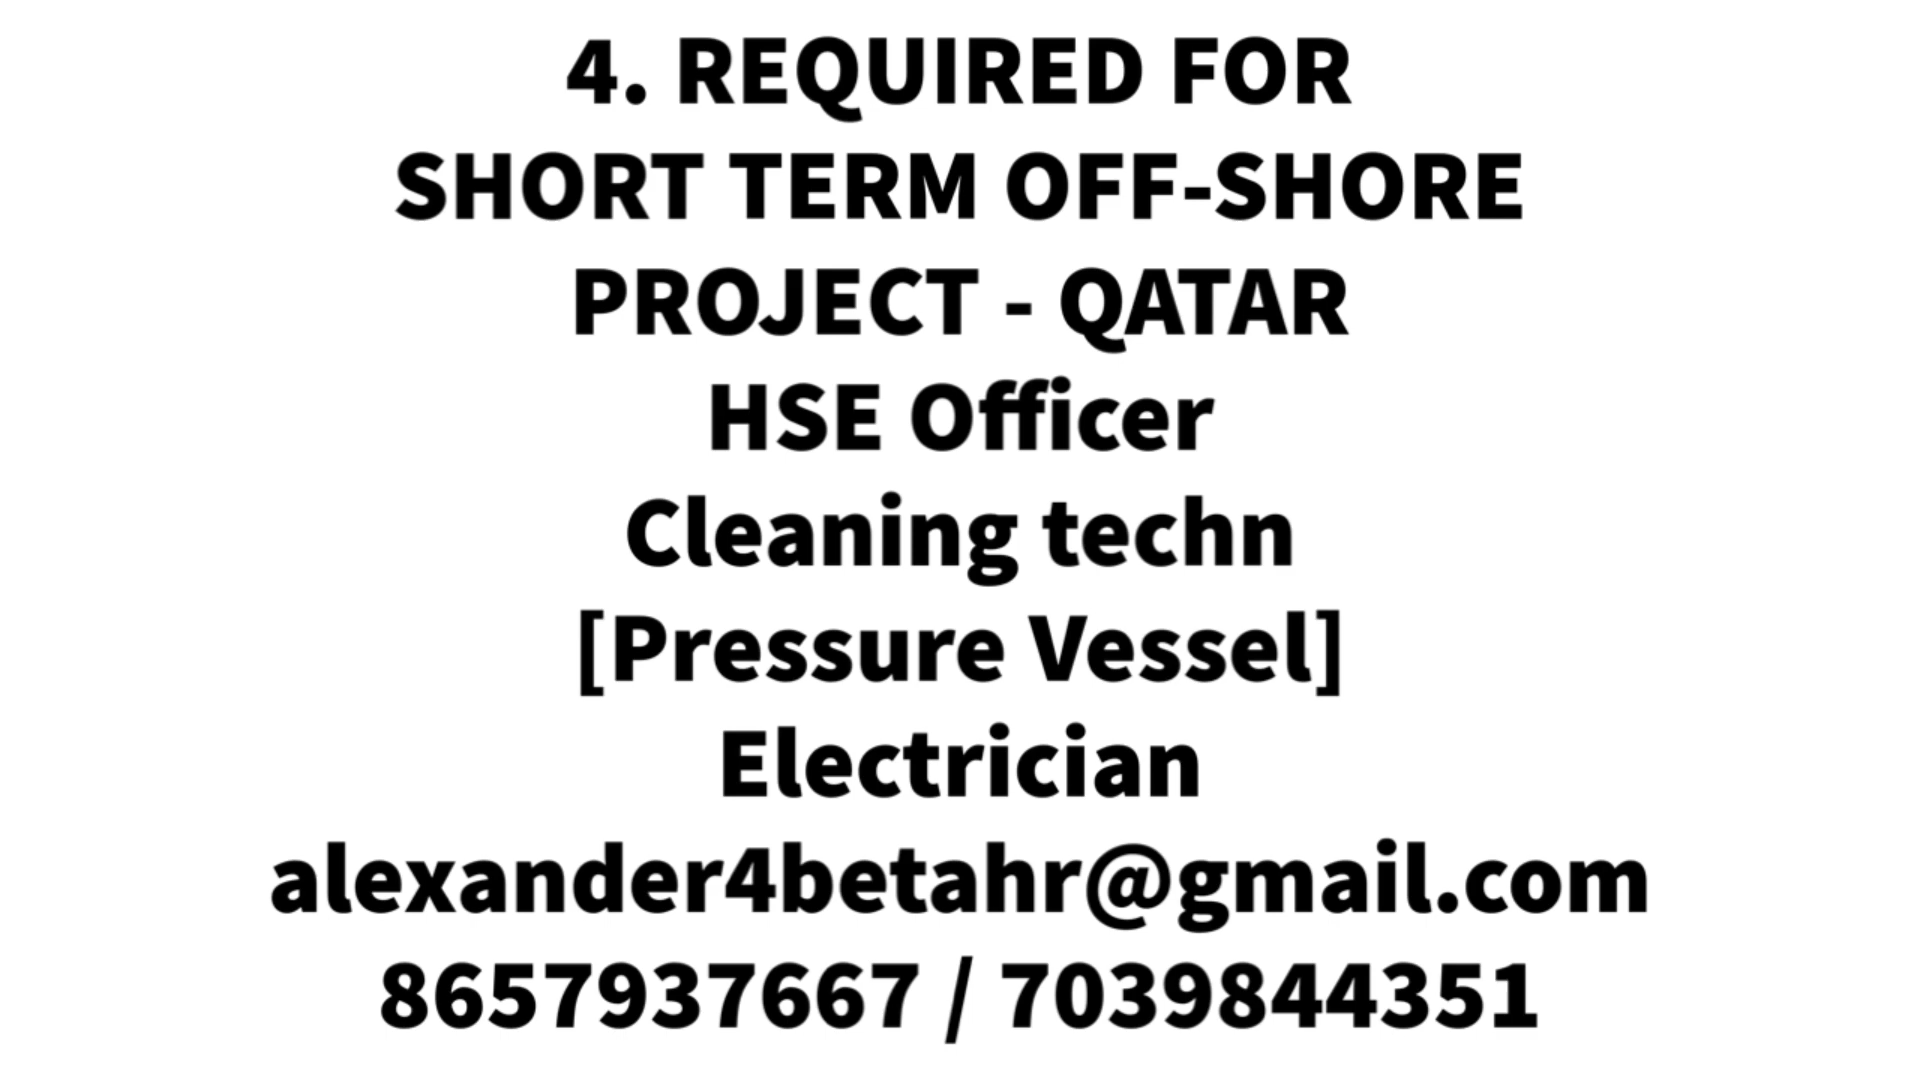 4. REQUIRED FOR
SHORT TERM OFF-SHORE
PROJECT - QATAR
HSE Officer
Cleaning techn
[Pressure Vessel]
Electrician
alexander4betahr@gmail.com
8657937667 / 7039844351